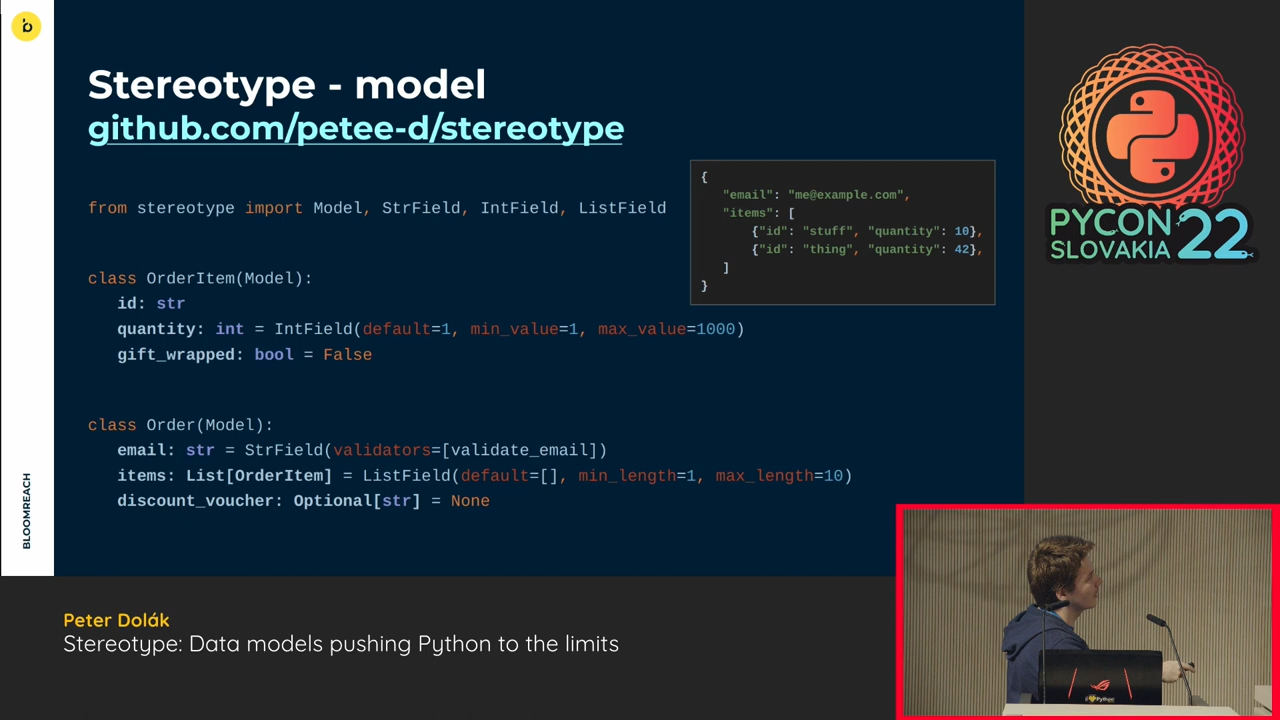 Stereotype - model
github.com/petee-d/stereotype
from stereotype import Model, StrField, IntField, ListField
class OrderItem(Model):
id: str
quantity: int = IntField(default=1, min_value=1, max_value=1000)
gift_wrapped: bool = False
class Order(Model):
email: str = StrField(validators=[validate_email])
items: List[OrderItem] = ListField(default=[], min_length=1, max_length=10)
discount_voucher: Optional[str] = None
{
"email": "me@example.com",
"items": [
{"id": "stuff", "quantity": 10},
{"id": "thing", "quantity": 42},
]
}
BLOOMREACH
PYCON
SLOVAKIA 22
Peter Dolák
Stereotype: Data models pushing Python to the limits